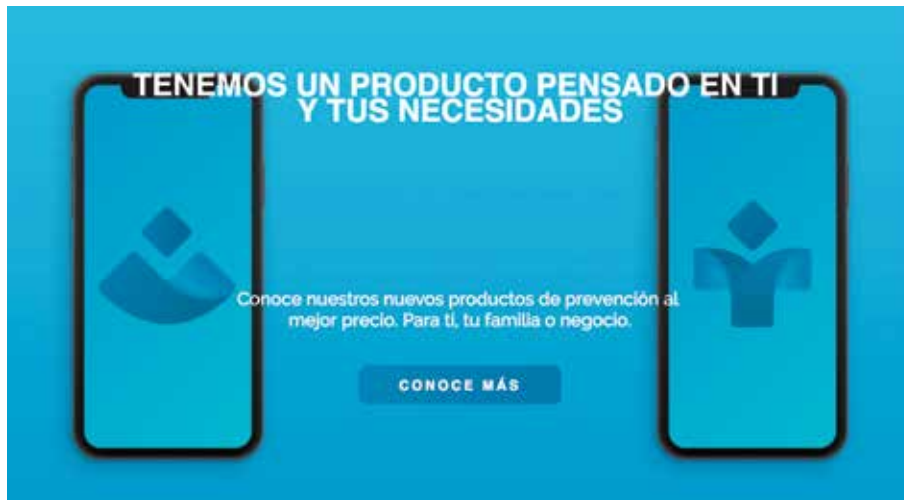 TENEMOS UN PRODUCTO PENSADO EN TI
Y TUS NECESIDADES
Conoce nuestros nuevos productos de prevención al
mejor precio. Para ti, tu familia o negocio.
CONOCE MÁS